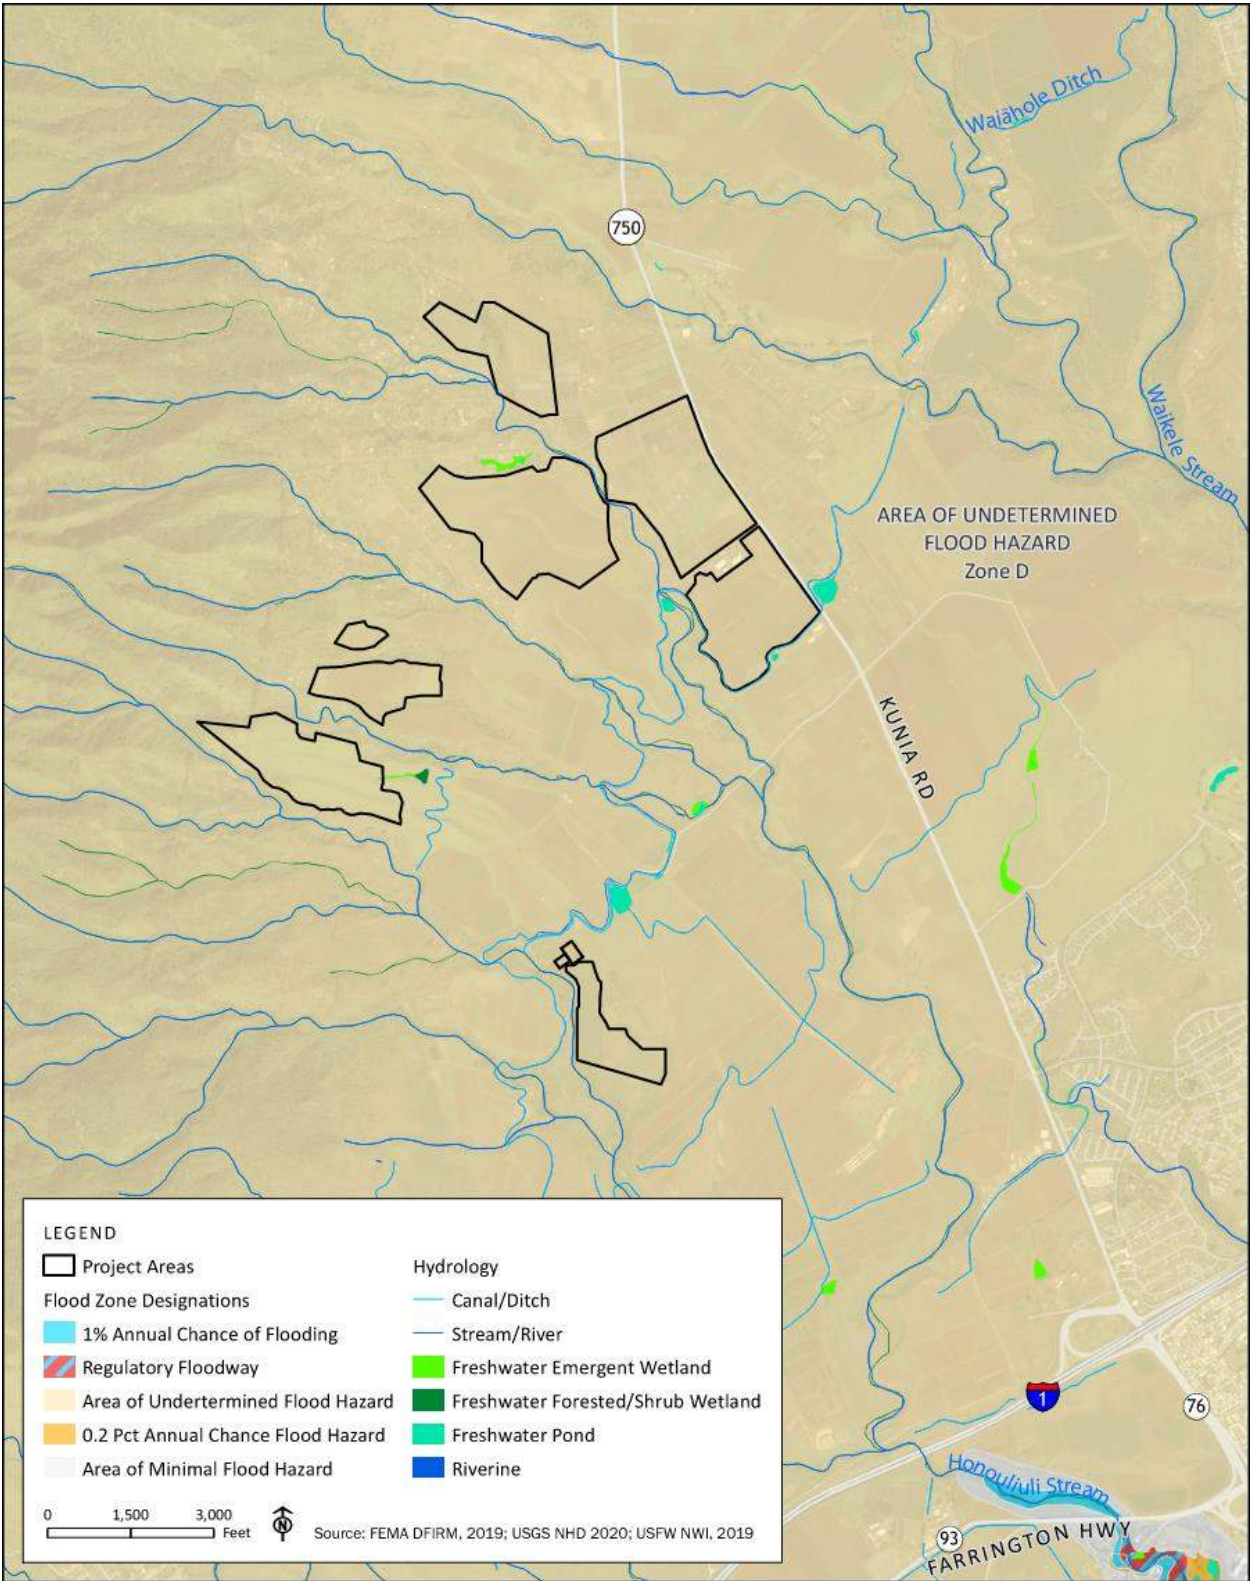 Waiāhole Ditch
750
Waikele Stream
AREA OF UNDETERMINED
FLOOD HAZARD
Zone D
KUNIA RD
1
76
Honouliuli Stream
93
FARRINGTON HWY
LEGEND
Project Areas
Flood Zone Designations
1% Annual Chance of Flooding
Regulatory Floodway
Area of Undertermined Flood Hazard
0.2 Pct Annual Chance Flood Hazard
Area of Minimal Flood Hazard
Hydrology
Canal/Ditch
Stream/River
Freshwater Emergent Wetland
Freshwater Forested/Shrub Wetland
Freshwater Pond
Riverine
0 1,500 3,000
Feet
N
Source: FEMA DFIRM, 2019; USGS NHD 2020; USFW NWI, 2019